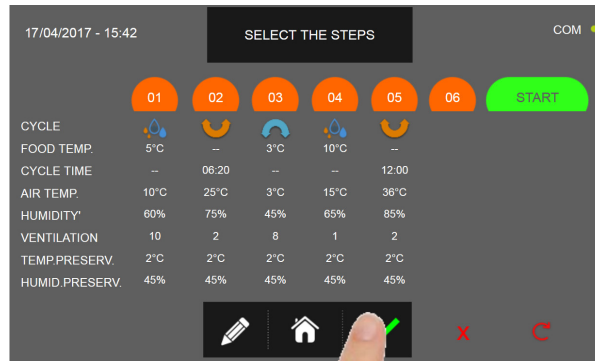 17/04/2017 - 15:42 SELECT THE STEPS COM
01 02 03 04 05 06 START
CYCLE
FOOD TEMP. 5°C -- 3°C 10°C --
CYCLE TIME -- 06:20 -- -- 12:00
AIR TEMP. 10°C 25°C 3°C 15°C 36°C
HUMIDITY' 60% 75% 45% 65% 85%
VENTILATION 10 2 8 1 2
TEMP.PRESERV. 2°C 2°C 2°C 2°C 2°C
HUMID.PRESERV. 45% 45% 45% 45% 45%
X